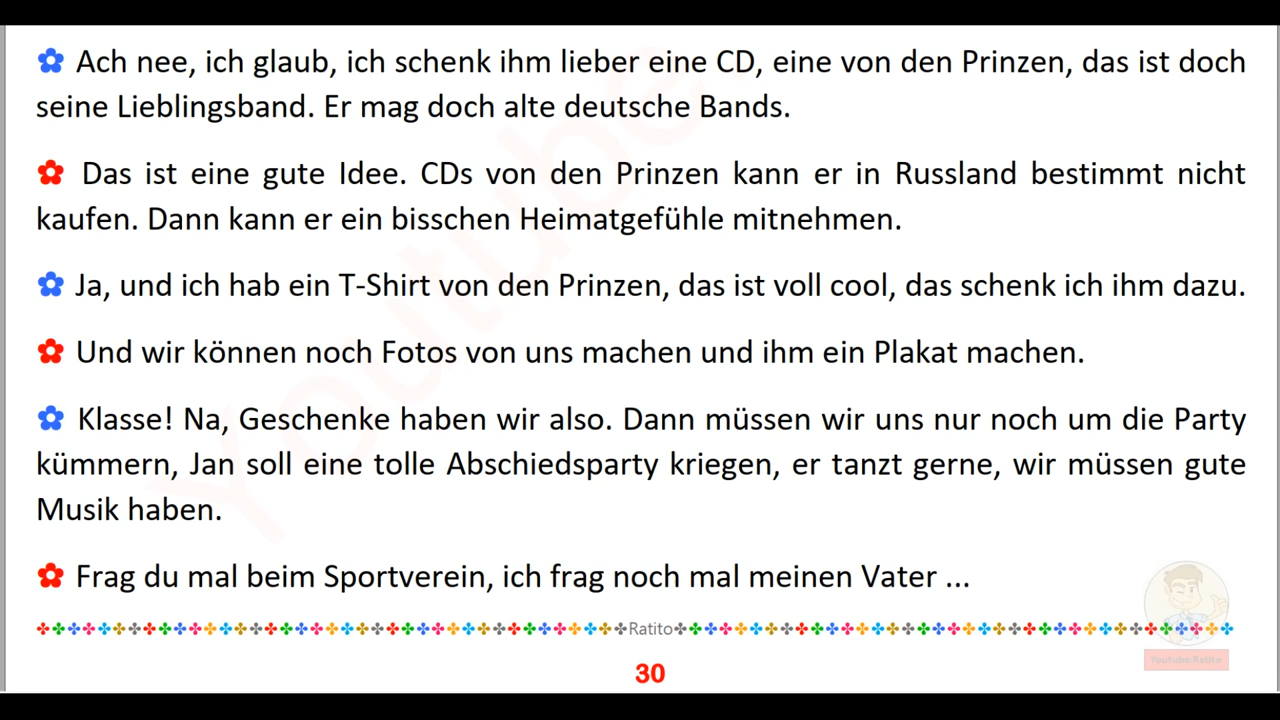 Ach nee, ich glaub, ich schenk ihm lieber eine CD, eine von den Prinzen, das ist doch
seine Lieblingsband. Er mag doch alte deutsche Bands.
Das ist eine gute Idee. CDs von den Prinzen kann er in Russland bestimmt nicht
kaufen. Dann kann er ein bisschen Heimatgefühle mitnehmen.
Ja, und ich hab ein T-Shirt von den Prinzen, das ist voll cool, das schenk ich ihm dazu.
Und wir können noch Fotos von uns machen und ihm ein Plakat machen.
Klasse! Na, Geschenke haben wir also. Dann müssen wir uns nur noch um die Party
kümmern, Jan soll eine tolle Abschiedsparty kriegen, er tanzt gerne, wir müssen gute
Musik haben.
Frag du mal beim Sportverein, ich frag noch mal meinen Vater ...
Ratito
Youtube:Ratito
30
Youtube